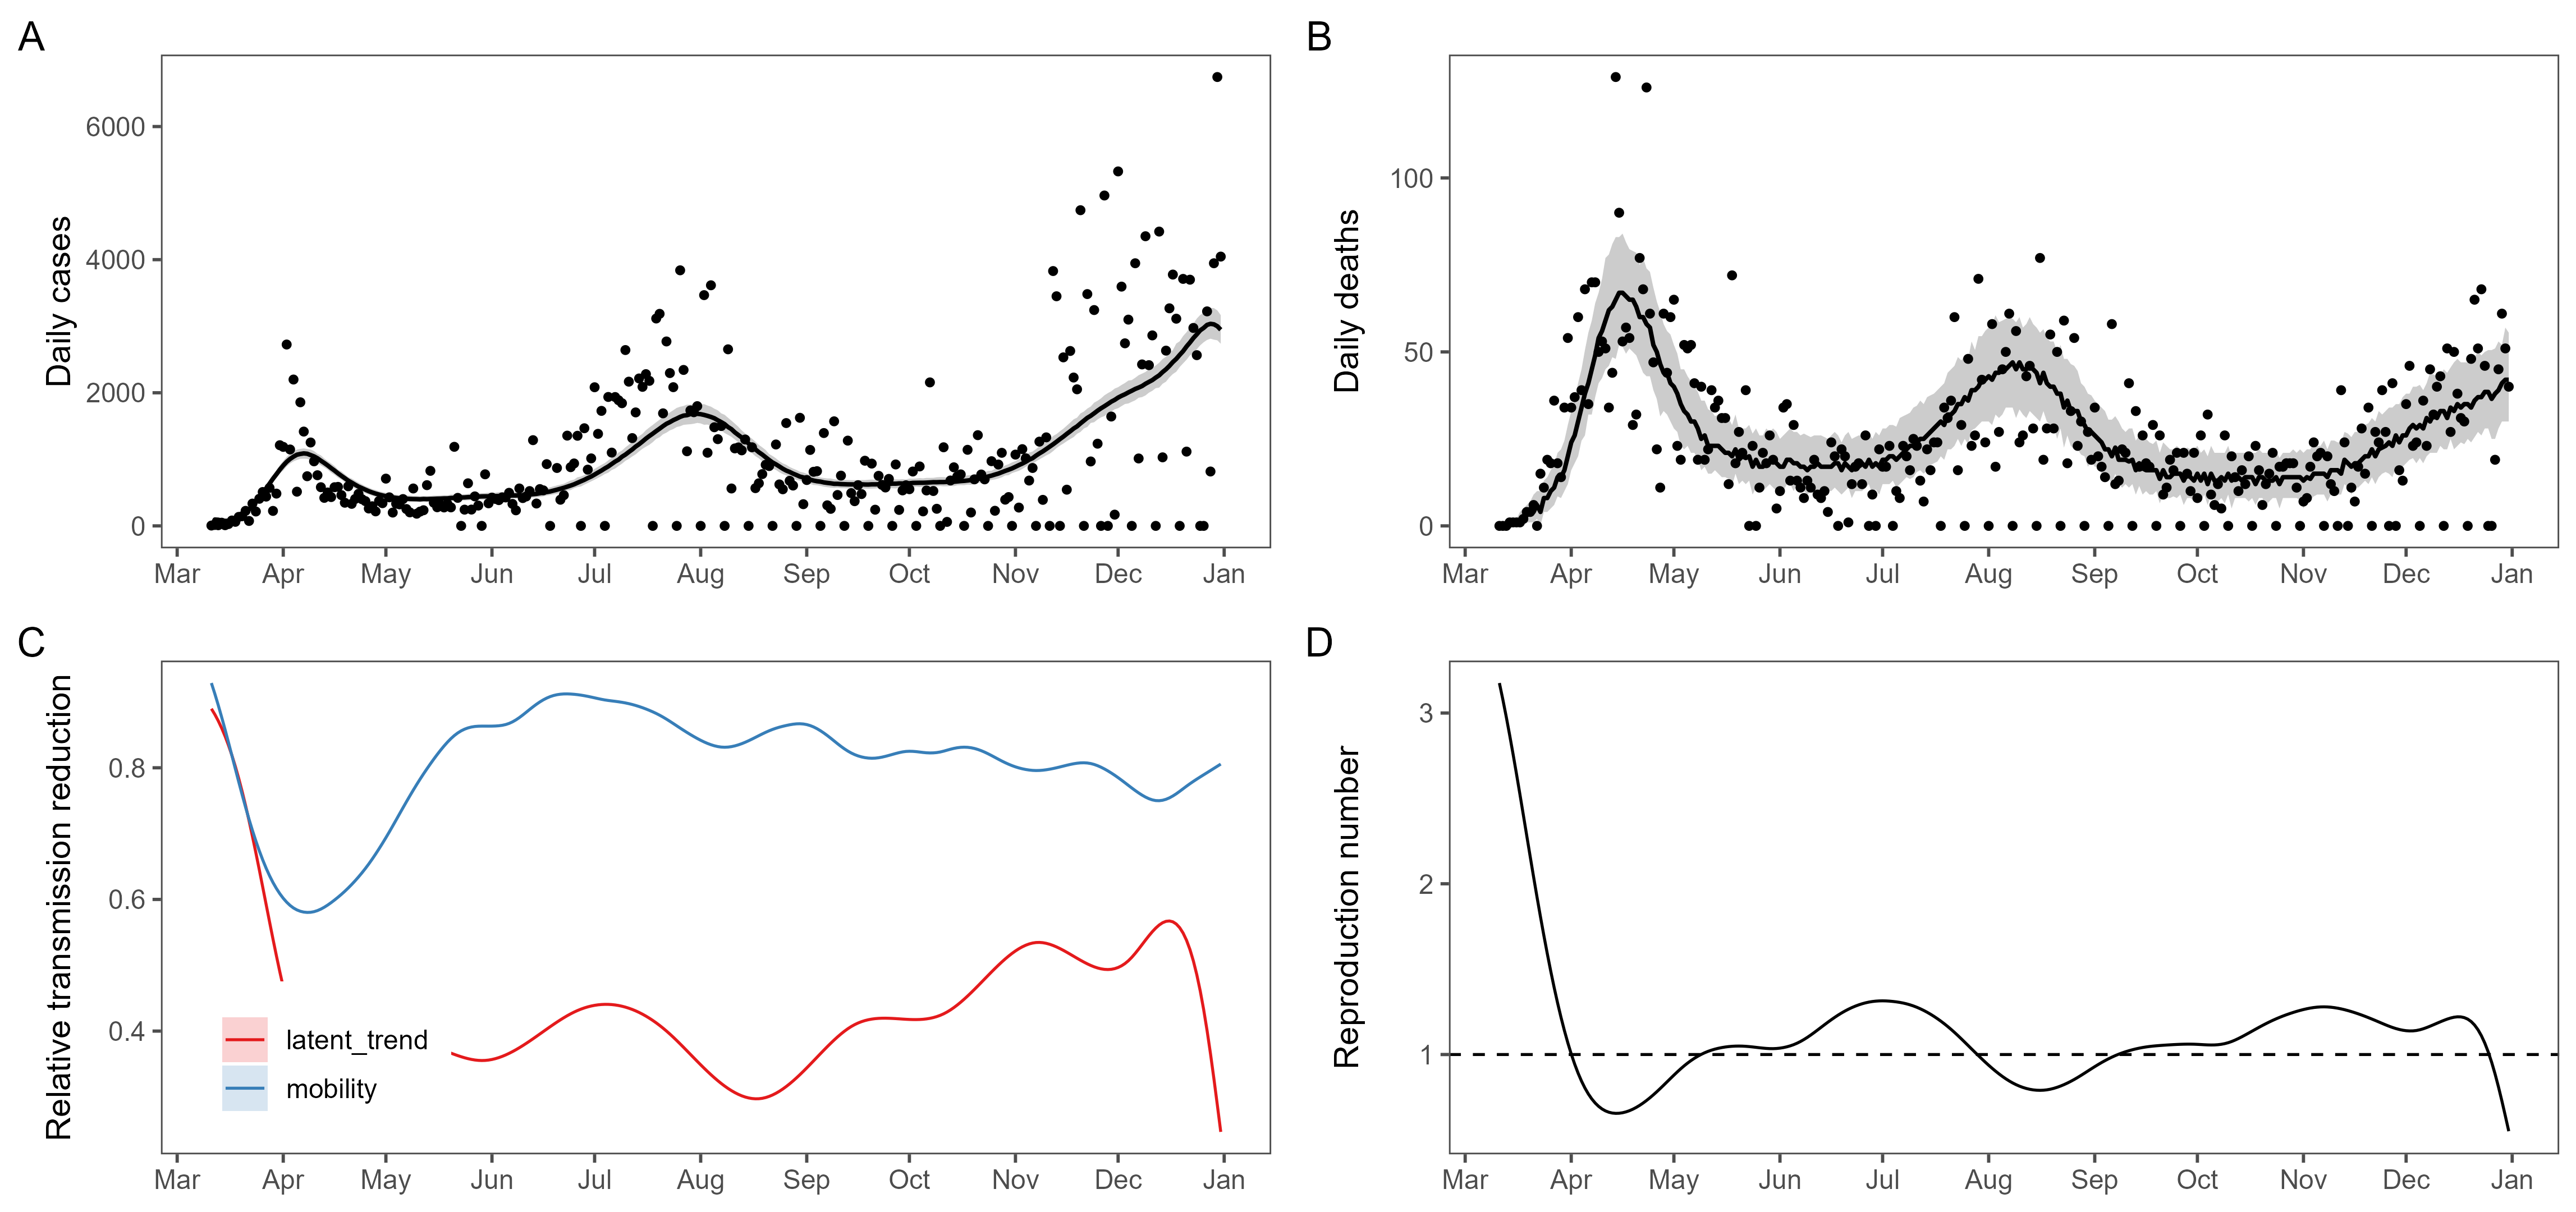 A
Daily cases
6000
4000
2000
0
Mar Apr May Jun Jul Aug Sep Oct Nov Dec Jan
B
Daily deaths
100
50
0
Mar Apr May Jun Jul Aug Sep Oct Nov Dec Jan
C
Relative transmission reduction
0.8
0.6
0.4
latent_trend
mobility
Mar Apr May Jun Jul Aug Sep Oct Nov Dec Jan
D
Reproduction number
3
2
1
Mar Apr May Jun Jul Aug Sep Oct Nov Dec Jan